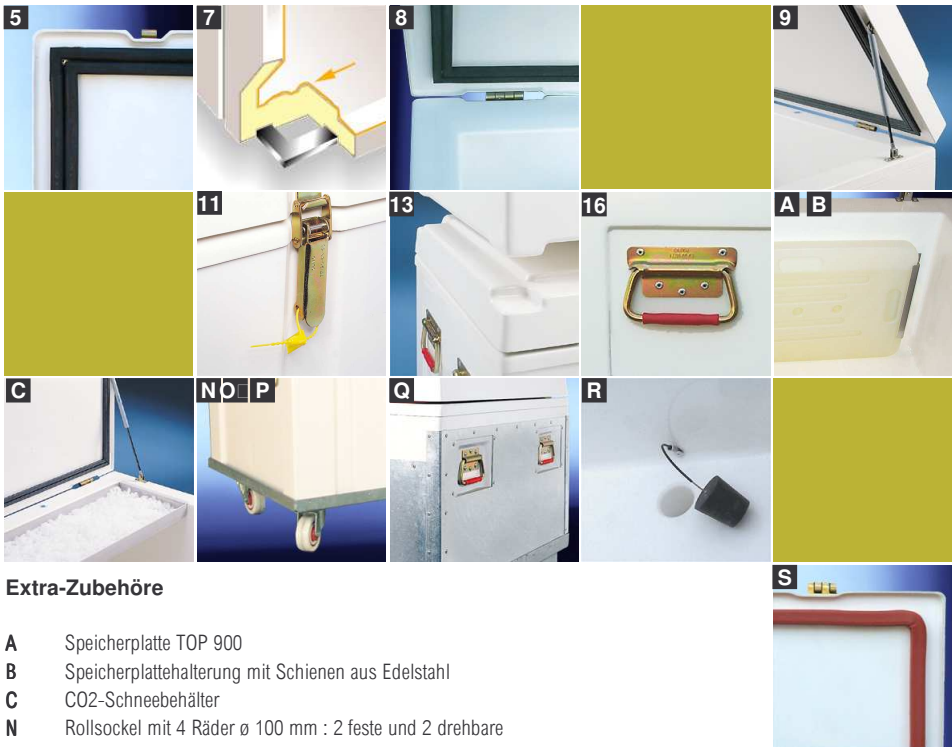 5
7
8
9
11
13
16
A B
C
NO□ P
Q
R
Extra-Zubehöre
S
A Speicherplatte TOP 900
B Speicherplattehalterung mit Schienen aus Edelstahl
C CO2-Schneebehälter
N Rollsockel mit 4 Räder ø 100 mm : 2 feste und 2 drehbare